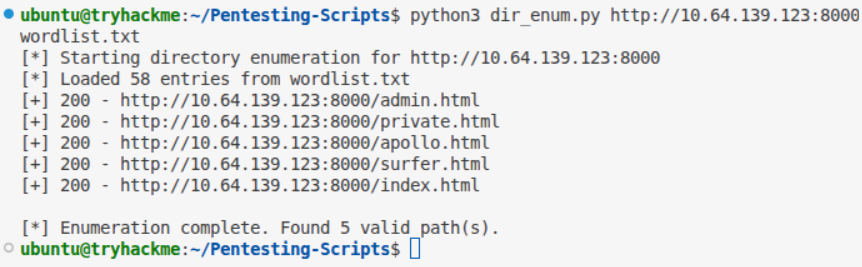 ubuntu@tryhackme:~/Pentesting-Scripts$ python3 dir_enum.py http://10.64.139.123:8000
wordlist.txt
[*] Starting directory enumeration for http://10.64.139.123:8000
[*] Loaded 58 entries from wordlist.txt
[+] 200 - http://10.64.139.123:8000/admin.html
[+] 200 - http://10.64.139.123:8000/private.html
[+] 200 - http://10.64.139.123:8000/apollo.html
[+] 200 - http://10.64.139.123:8000/surfer.html
[+] 200 - http://10.64.139.123:8000/index.html
[*] Enumeration complete. Found 5 valid path(s).
ubuntu@tryhackme:~/Pentesting-Scripts$